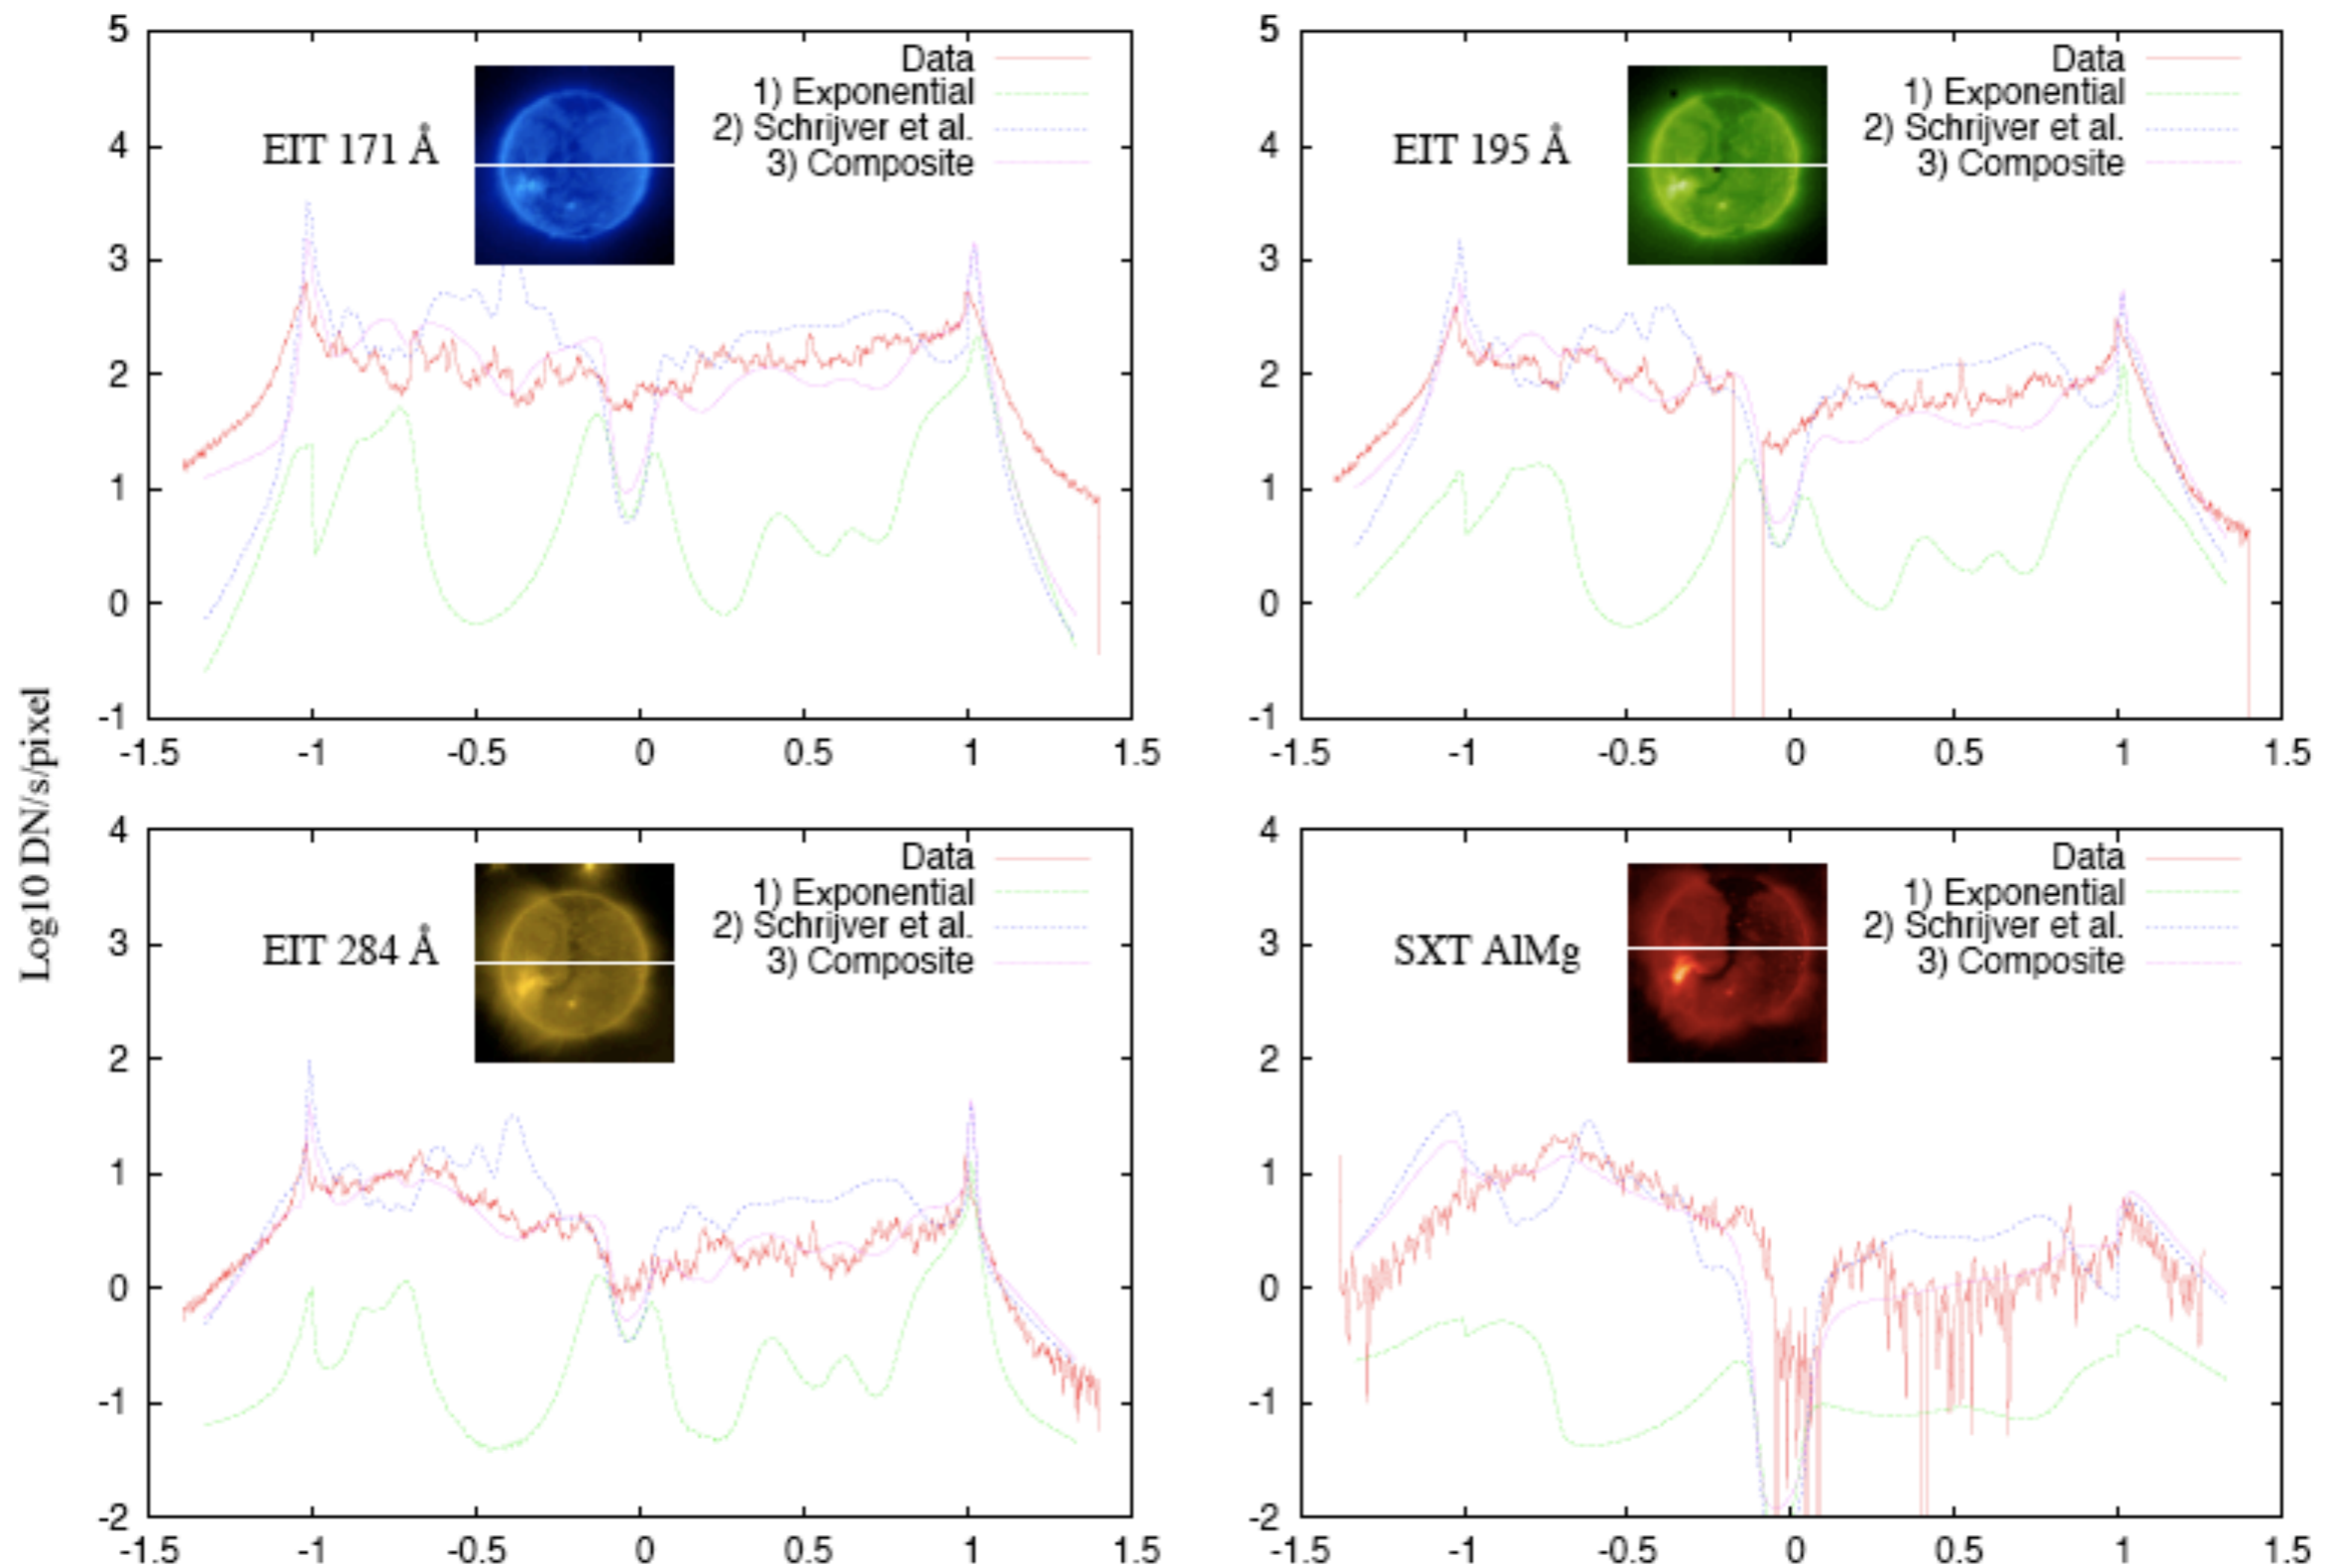 Log10 DN/s/pixel
5
4
3
2
1
0
-1
-1.5 -1 -0.5 0 0.5 1 1.5
EIT 171 Å
Data
1) Exponential
2) Schrijver et al.
3) Composite
5
4
3
2
1
0
-1
-1.5 -1 -0.5 0 0.5 1 1.5
EIT 195 Å
Data
1) Exponential
2) Schrijver et al.
3) Composite
4
3
2
1
0
-1
-2
-1.5 -1 -0.5 0 0.5 1 1.5
EIT 284 Å
Data
1) Exponential
2) Schrijver et al.
3) Composite
4
3
2
1
0
-1
-2
-1.5 -1 -0.5 0 0.5 1 1.5
SXT AlMg
Data
1) Exponential
2) Schrijver et al.
3) Composite